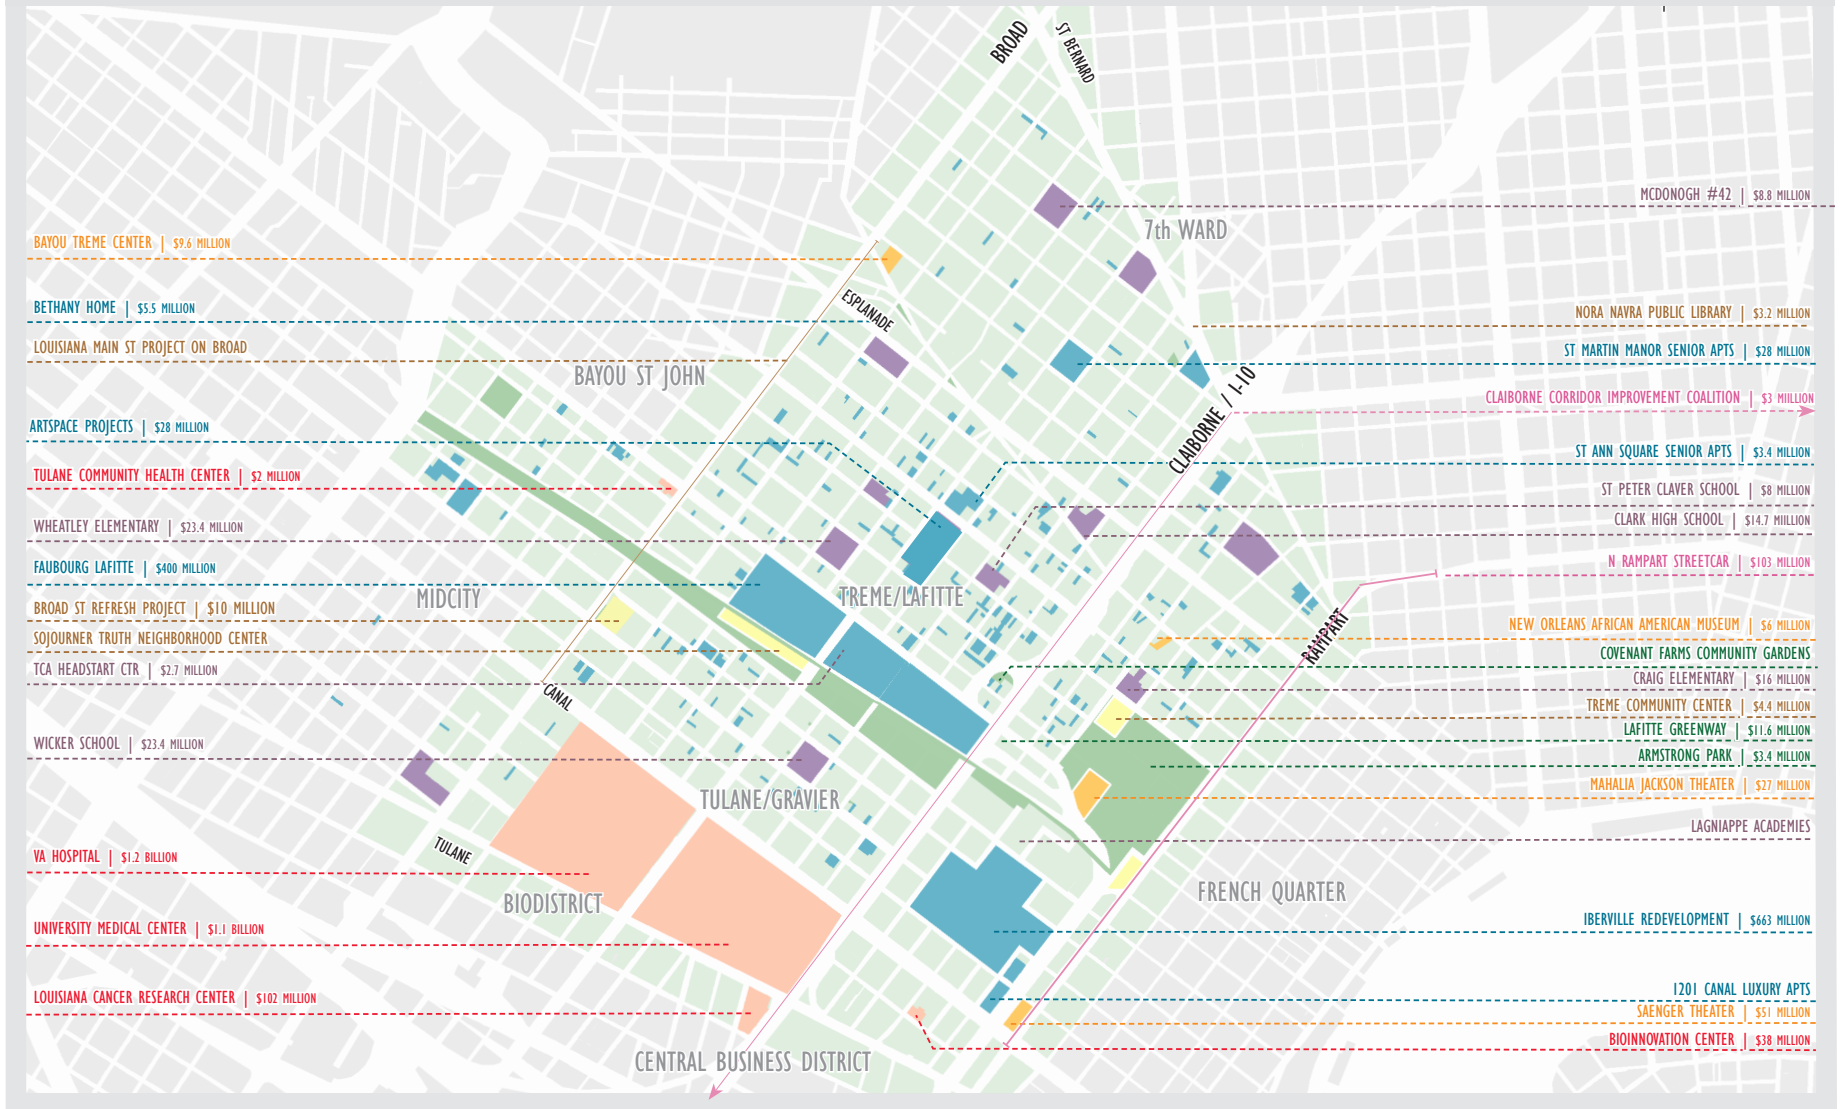 BROAD
ST BERNARD
MCDONOGH #42 | $8.8 MILLION
7th WARD
BAYOU TREME CENTER | $9.6 MILLION
ESPLANADE
BETHANY HOME | $5.5 MILLION
NORA NAVRA PUBLIC LIBRARY | $3.2 MILLION
LOUISIANA MAIN ST PROJECT ON BROAD
ST MARTIN MANOR SENIOR APTS | $28 MILLION
BAYOU ST JOHN
CLAIBORNE / I-10
CLAIBORNE CORRIDOR IMPROVEMENT COALITION | $3 MIILLION
ARTSPACE PROJECTS | $28 MILLION
ST ANN SQUARE SENIOR APTS | $3.4 MILLION
TULANE COMMUNITY HEALTH CENTER | $2 MILLION
ST PETER CLAVER SCHOOL | $8 MILLION
WHEATLEY ELEMENTARY | $23.4 MILLION
CLARK HIGH SCHOOL | $14.7 MILLION
FAUBOURG LAFITTE | $400 MILLION
N RAMPART STREETCAR | $103 MILLION
MIDCITY
TREME/LAFITTE
BROAD ST REFRESH PROJECT | $10 MILLION
RAMPART
NEW ORLEANS AFRICAN AMERICAN MUSEUM | $6 MILLION
SOJOURNER TRUTH NEIGHBORHOOD CENTER
COVENANT FARMS COMMUNITY GARDENS
TCA HEADSTART CTR | $2.7 MILLION
CRAIG ELEMENTARY | $16 MILLION
CANAL
TREME COMMUNITY CENTER | $4.4 MILLION
LAFITTE GREENWAY | $11.6 MILLION
WICKER SCHOOL | $23.4 MILLION
ARMSTRONG PARK | $3.4 MILLION
MAHALIA JACKSON THEATER | $27 MILLION
TULANE/GRAVIER
LAGNIAPPE ACADEMIES
TULANE
VA HOSPITAL | $1.2 BILLION
FRENCH QUARTER
BIODISTRICT
IBERVILLE REDEVELOPMENT | $663 MILLION
UNIVERSITY MEDICAL CENTER | $1.1 BILLION
1201 CANAL LUXURY APTS
LOUISIANA CANCER RESEARCH CENTER | $102 MILLION
SAENGER THEATER | $51 MILLION
BIOINNOVATION CENTER | $38 MILLION
CENTRAL BUSINESS DISTRICT